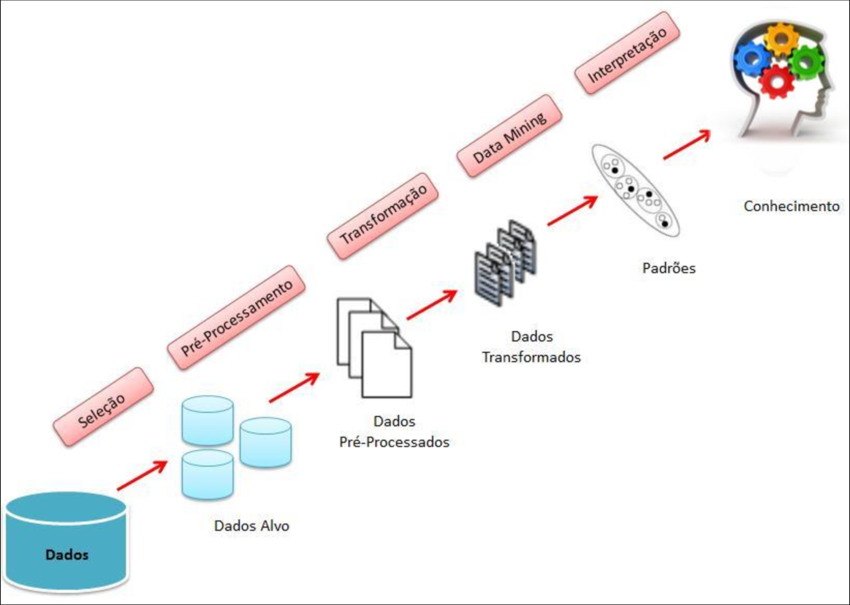 Interpretação
Data Mining
Transformação
Pré-Processamento
Seleção
Conhecimento
Padrões
Dados
Transformados
Dados
Pré-Processados
Dados Alvo
Dados